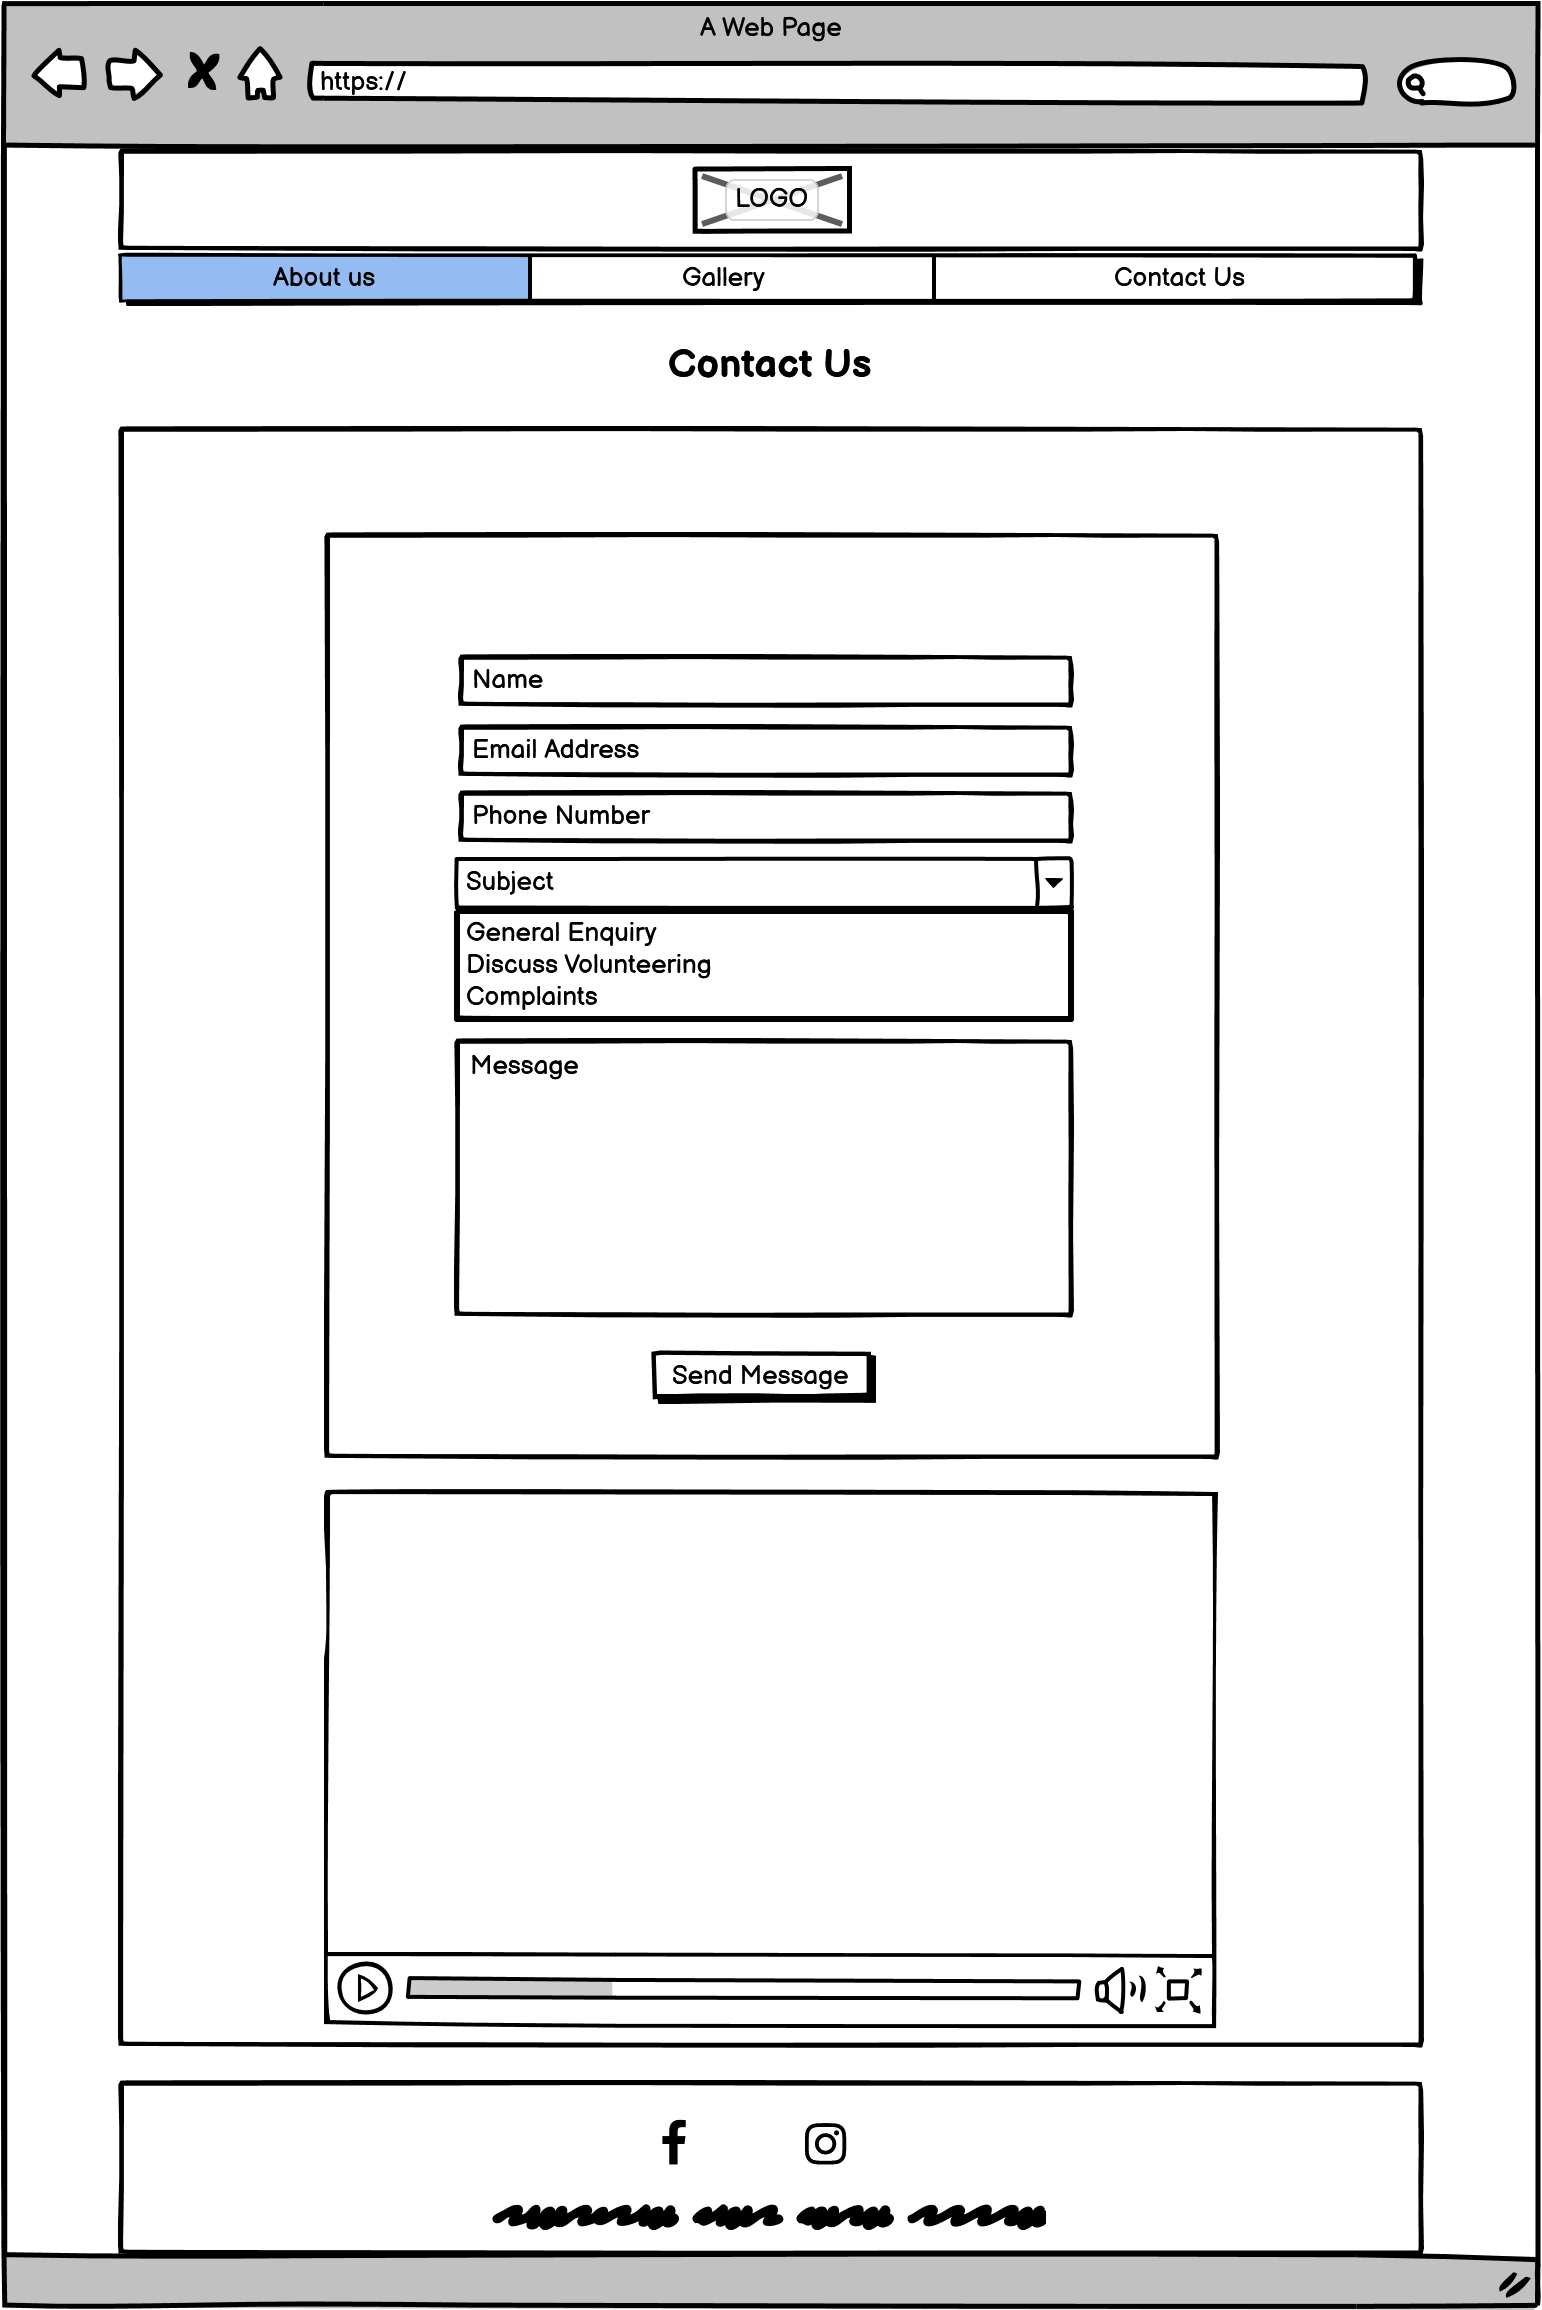 A Web Page
https://
LOGO
About us
Gallery
Contact Us
Contact Us
Name
Email Address
Phone Number
Subject
General Enquiry
Discuss Volunteering
Complaints
Message
Send Message